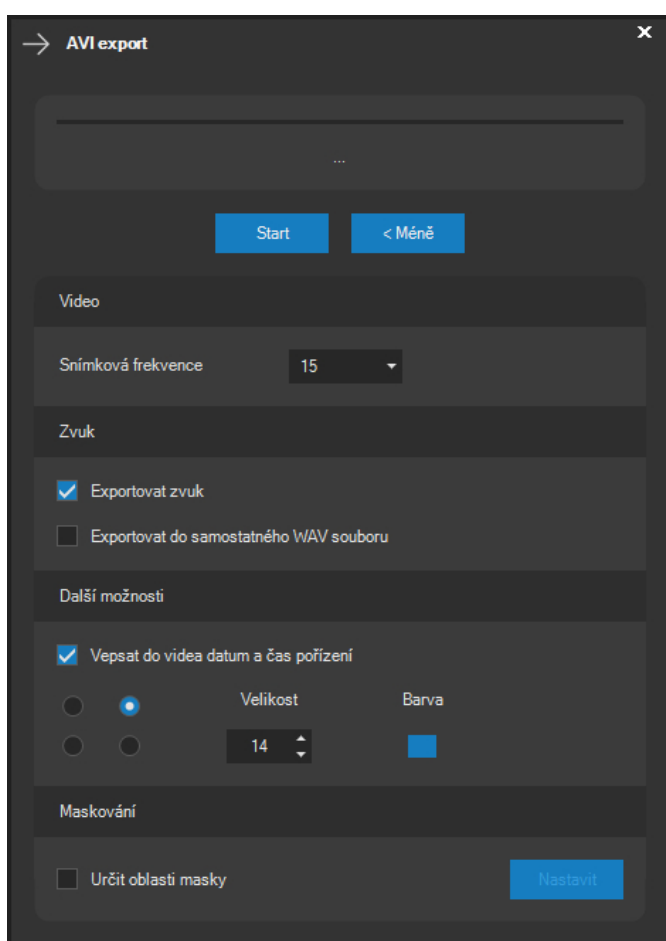 AVI export
x
...
Start
< Méně
Video
Snímková frekvence 15
Zvuk
Exportovat zvuk
Exportovat do samostatného WAV souboru
Další možnosti
Vepsat do videa datum a čas pořízení
Velikost Barva
14
Maskování
Určit oblasti masky Nastavit